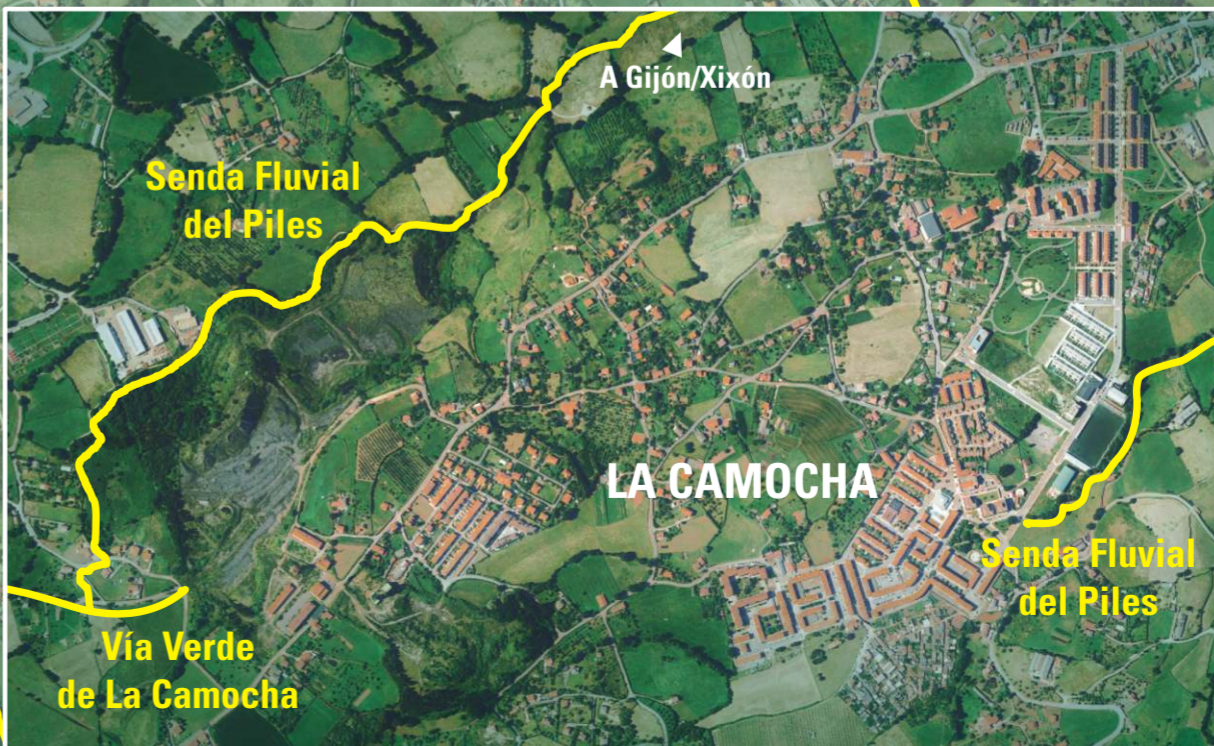 A Gijón/Xixón
Senda Fluvial
del Piles
LA CAMOCHA
Senda Fluvial
del Piles
Vía Verde
de La Camocha